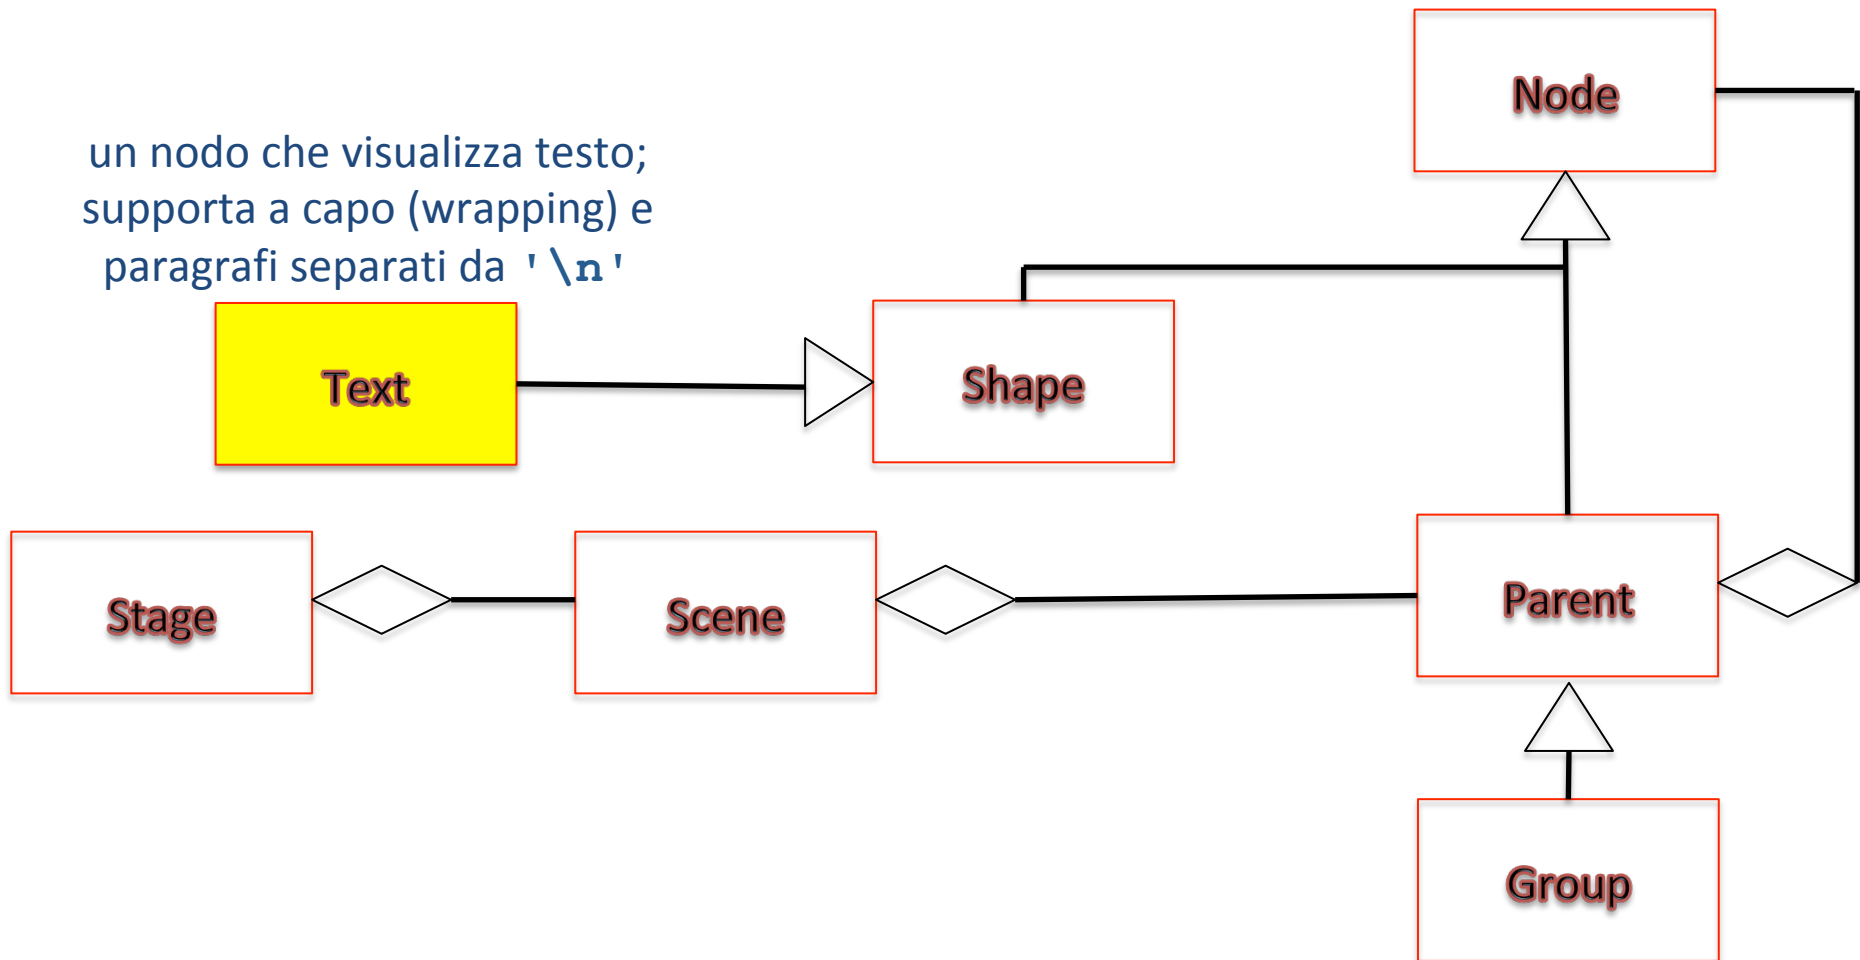 Node
un nodo che visualizza testo;
supporta a capo (wrapping) e
paragrafi separati da '\n'
Text
Shape
Stage
Scene
Parent
Group